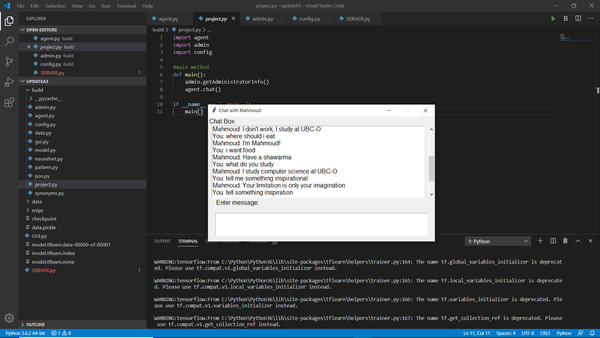 File Edit Selection View Go Run Terminal Help
project.py - updateA3 - Visual Studio Code
EXPLORER
OPEN EDITORS
agent.py build
project.py build
admin.py build
config.py build
SERVER.py
UPDATEA3
build
__pycache__
admin.py
agent.py
config.py
data.py
gui.py
model.py
neuralnet.py
pattern.py
pos.py
project.py
synonyms.py
data
snips
checkpoint
data.pickle
GUI.py
model.tflearn.data-00000-of-00001
model.tflearn.index
model.tflearn.meta
SERVER.py
OUTLINE
agent.py
project.py
admin.py
config.py
SERVER.py
build > project.py > ...
1 import agent
2 import admin
3 import config
4
5
6 #main method
7 def main():
8 admin.getAdministratorInfo()
9 agent.chat()
10 if __name__
11 main()
Chat with Mahmoud!
Chat Box:
Mahmoud: I don't work, I study at UBC-O
You: where should i eat
Mahmoud: I'm Mahmoud!
You: i want food
Mahmoud: Have a shawarma
You: what do you study
Mahmoud: I study computer science at UBC-O
You: tell me something inspirational
Mahmoud: Your limitation is only your imagination
You: tell something inspiration
Enter message:
OUTPUT TERMINAL
1: Python
WARNING:tensorflow:From C:\Python\Python36\lib\site-packages\tflearn\helpers\trainer.py:164: The name tf.global_variables_initializer is deprecat
ed. Please use tf.compat.v1.global_variables_initializer instead.
WARNING:tensorflow:From C:\Python\Python36\lib\site-packages\tflearn\helpers\trainer.py:165: The name tf.local_variables_initializer is deprecate
d. Please use tf.compat.v1.local_variables_initializer instead.
WARNING:tensorflow:From C:\Python\Python36\lib\site-packages\tflearn\helpers\trainer.py:166: The name tf.variables_initializer is deprecated. Ple
ase use tf.compat.v1.variables_initializer instead.
WARNING:tensorflow:From C:\Python\Python36\lib\site-packages\tflearn\helpers\trainer.py:167: The name tf.get_collection_ref is deprecated. Please
use tf.compat.v1.get_collection_ref instead.
Python 3.6.2 64-bit 0 1 0
Ln 11, Col 11 Spaces: 4 UTF-8 CRLF Python